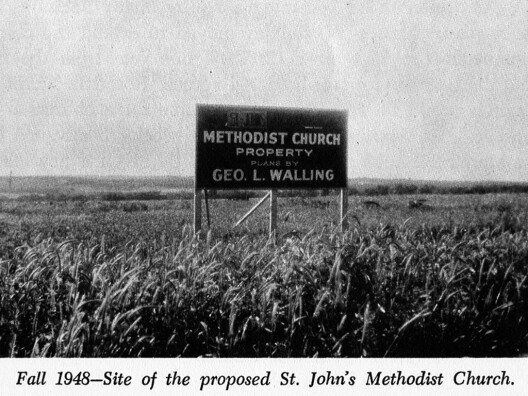 METHODIST CHURCH
PROPERTY
PLANS BY
GEO. L. WALLING
Fall 1948—Site of the proposed St. John's Methodist Church.